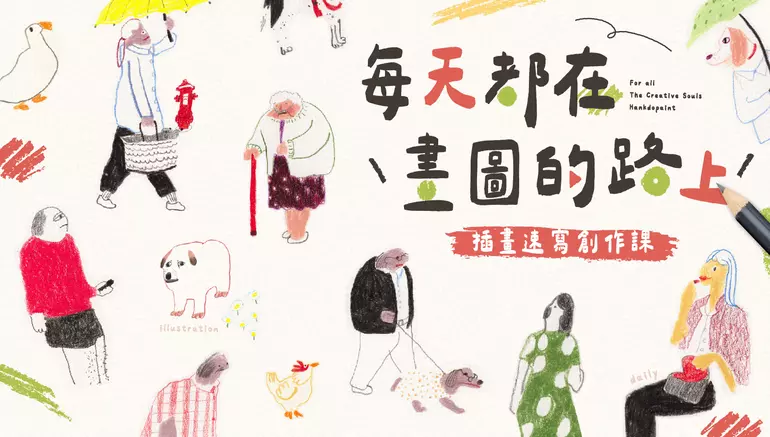 每天都在
For all
The Creative Souls
Hankdopaint
畫圖的路上
插畫速寫創作課
Illustration
daily